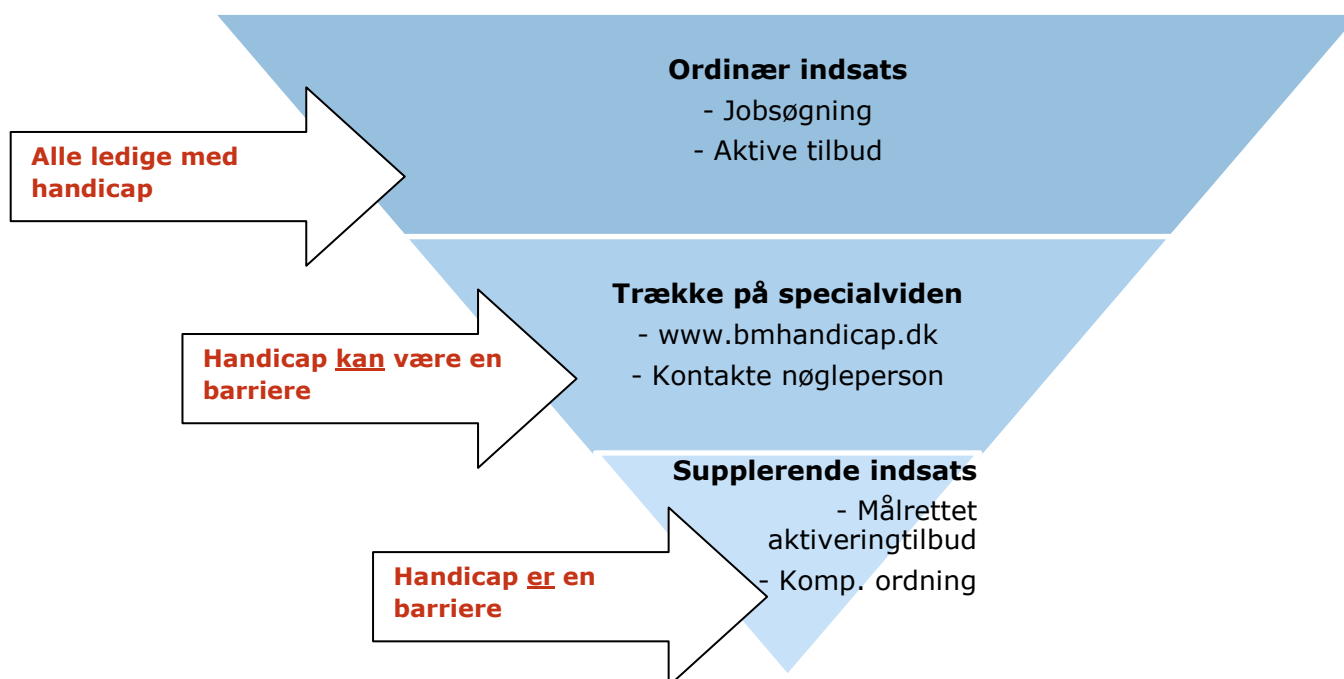 Ordinær indsats
- Jobsøgning
- Aktive tilbud
Alle ledige med
handicap
Trække på specialviden
- www.bmhandicap.dk
- Kontakte nøgleperson
Handicap kan være en
barriere
Supplerende indsats
- Målrettet
aktiveringtilbud
- Komp. ordning
Handicap er en
barriere